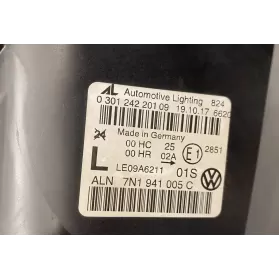 AL Automotive Lighting 824
0 301 242 201 09 19.10.17 6620
Made in Germany
00 HC 25 E1 2851
00 HR 02A
L LE09A6211 01S
ALN 7N1 941 005 C